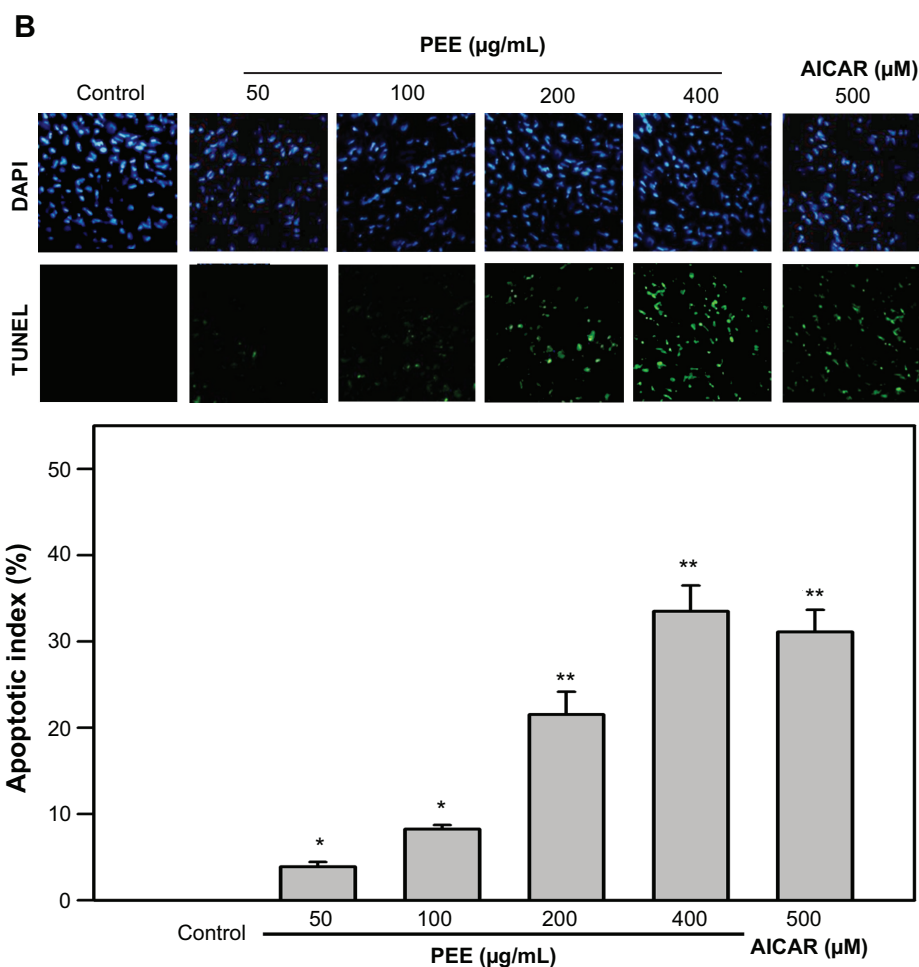 B
PEE (µg/mL)
AICAR (µM)
Control 50 100 200 400 500
DAPI
TUNEL
Apoptotic index (%)
50
40
30
20
10
0
* * ** ** **
Control 50 100 200 400 500
PEE (µg/mL) AICAR (µM)